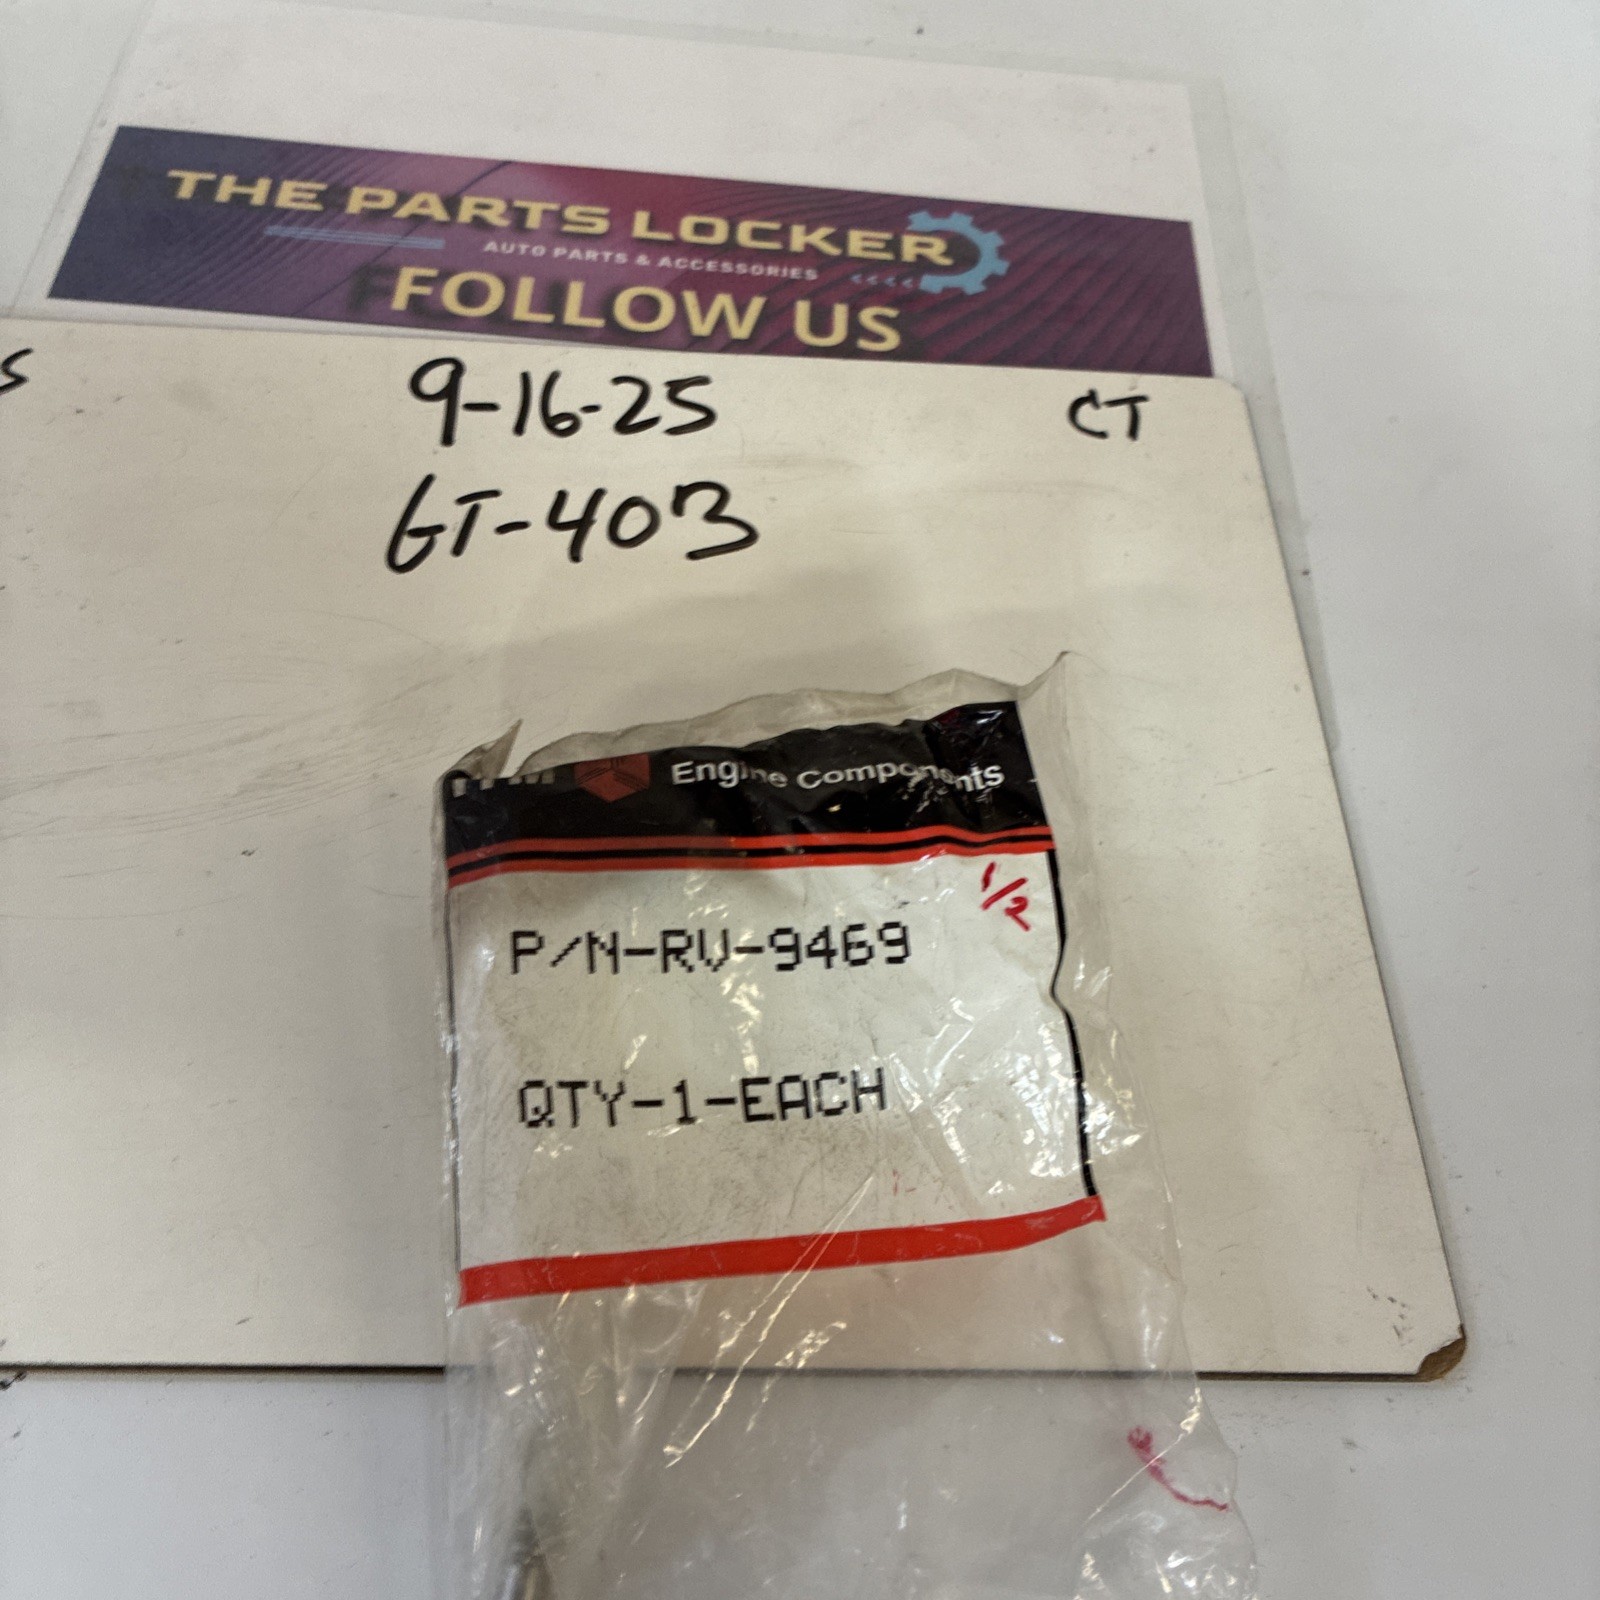 THE PARTS LOCKER
AUTO PARTS & ACCESSORIES
FOLLOW US
S 9-16-25 CT
GT-403
Engine Components
1/2
P/N-RV-9469
QTY-1-EACH